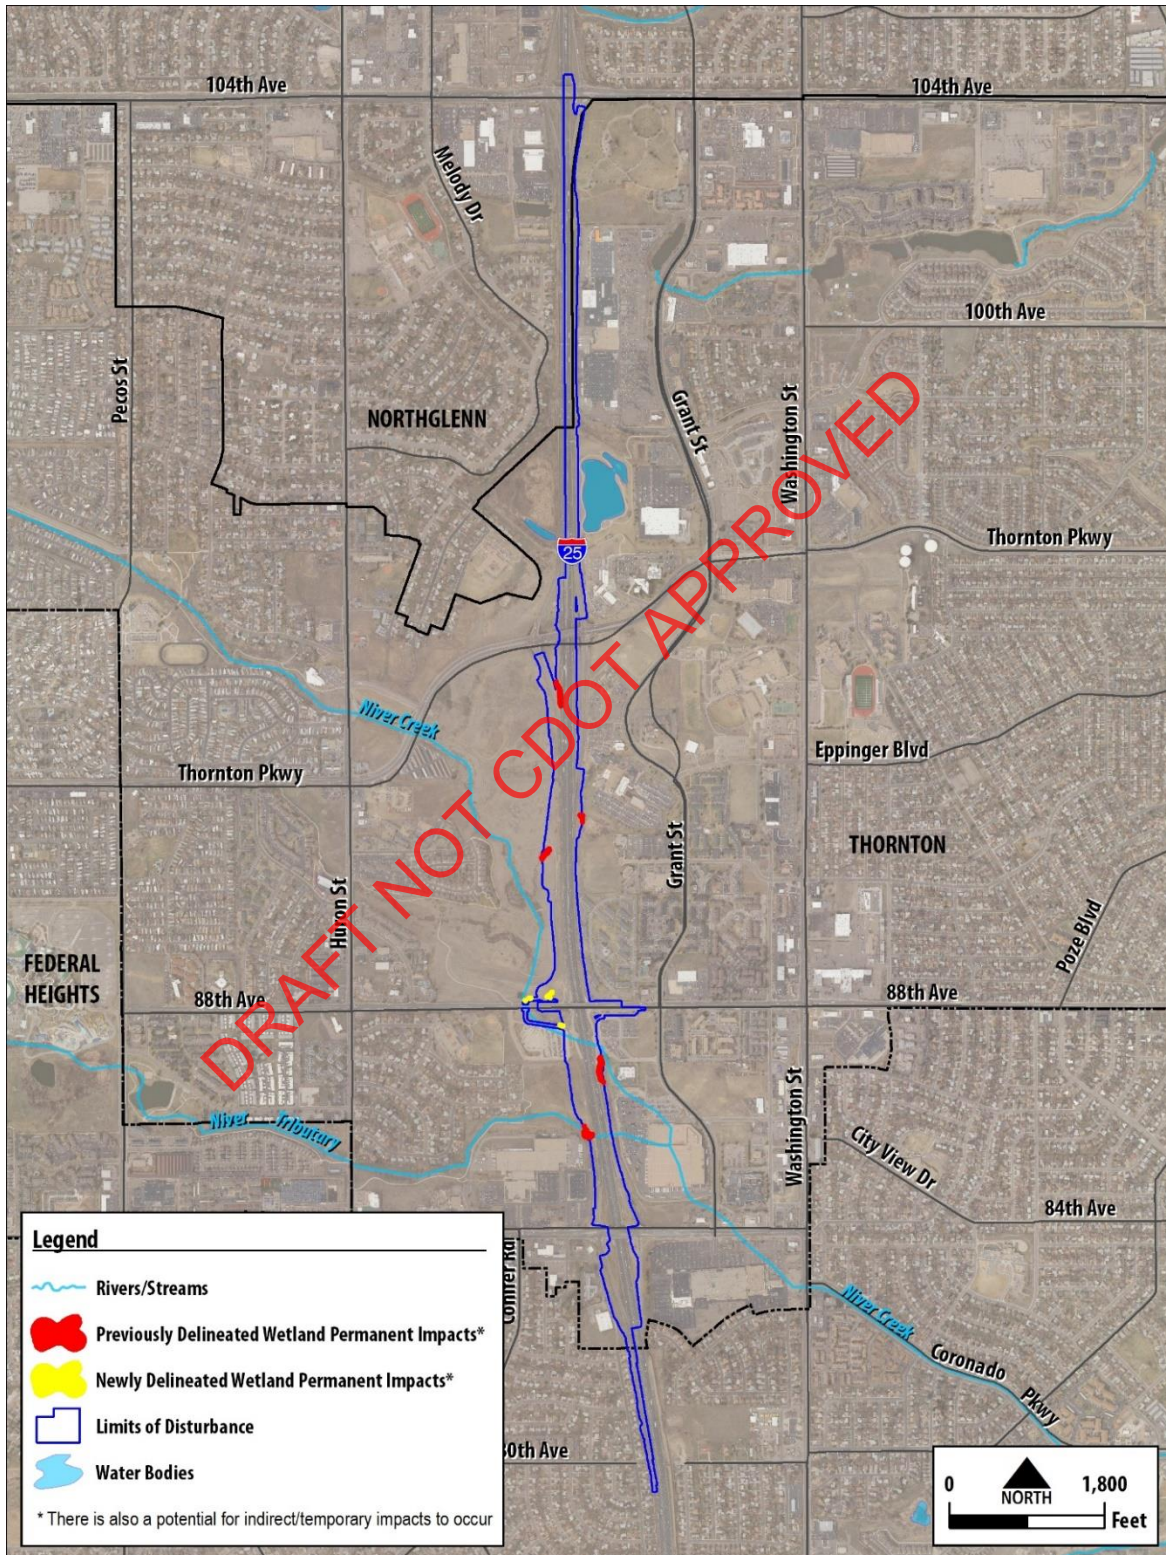 104th Ave
104th Ave
Melody Dr
100th Ave
Pecos St
NORTHGLENN
Grant St
Washington St
25
Thornton Pkwy
Niver Creek
Thornton Pkwy
Eppinger Blvd
DRAFT NOT CDOT APPROVED
THORNTON
Grant St
Huron St
Poze Blvd
FEDERAL
HEIGHTS
88th Ave
88th Ave
Niver Tributary
Washington St
City View Dr
84th Ave
Conifer Rd
Niver Creek
Coronado Pkwy
80th Ave
Legend
Rivers/Streams
Previously Delineated Wetland Permanent Impacts*
Newly Delineated Wetland Permanent Impacts*
Limits of Disturbance
Water Bodies
* There is also a potential for indirect/temporary impacts to occur
0 1,800
NORTH
Feet